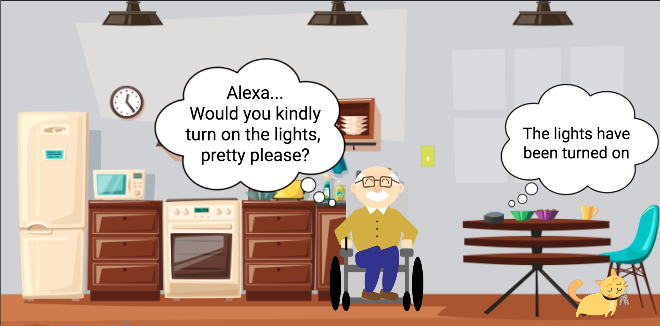 Alexa...
Would you kindly
turn on the lights,
pretty please?
The lights have
been turned on